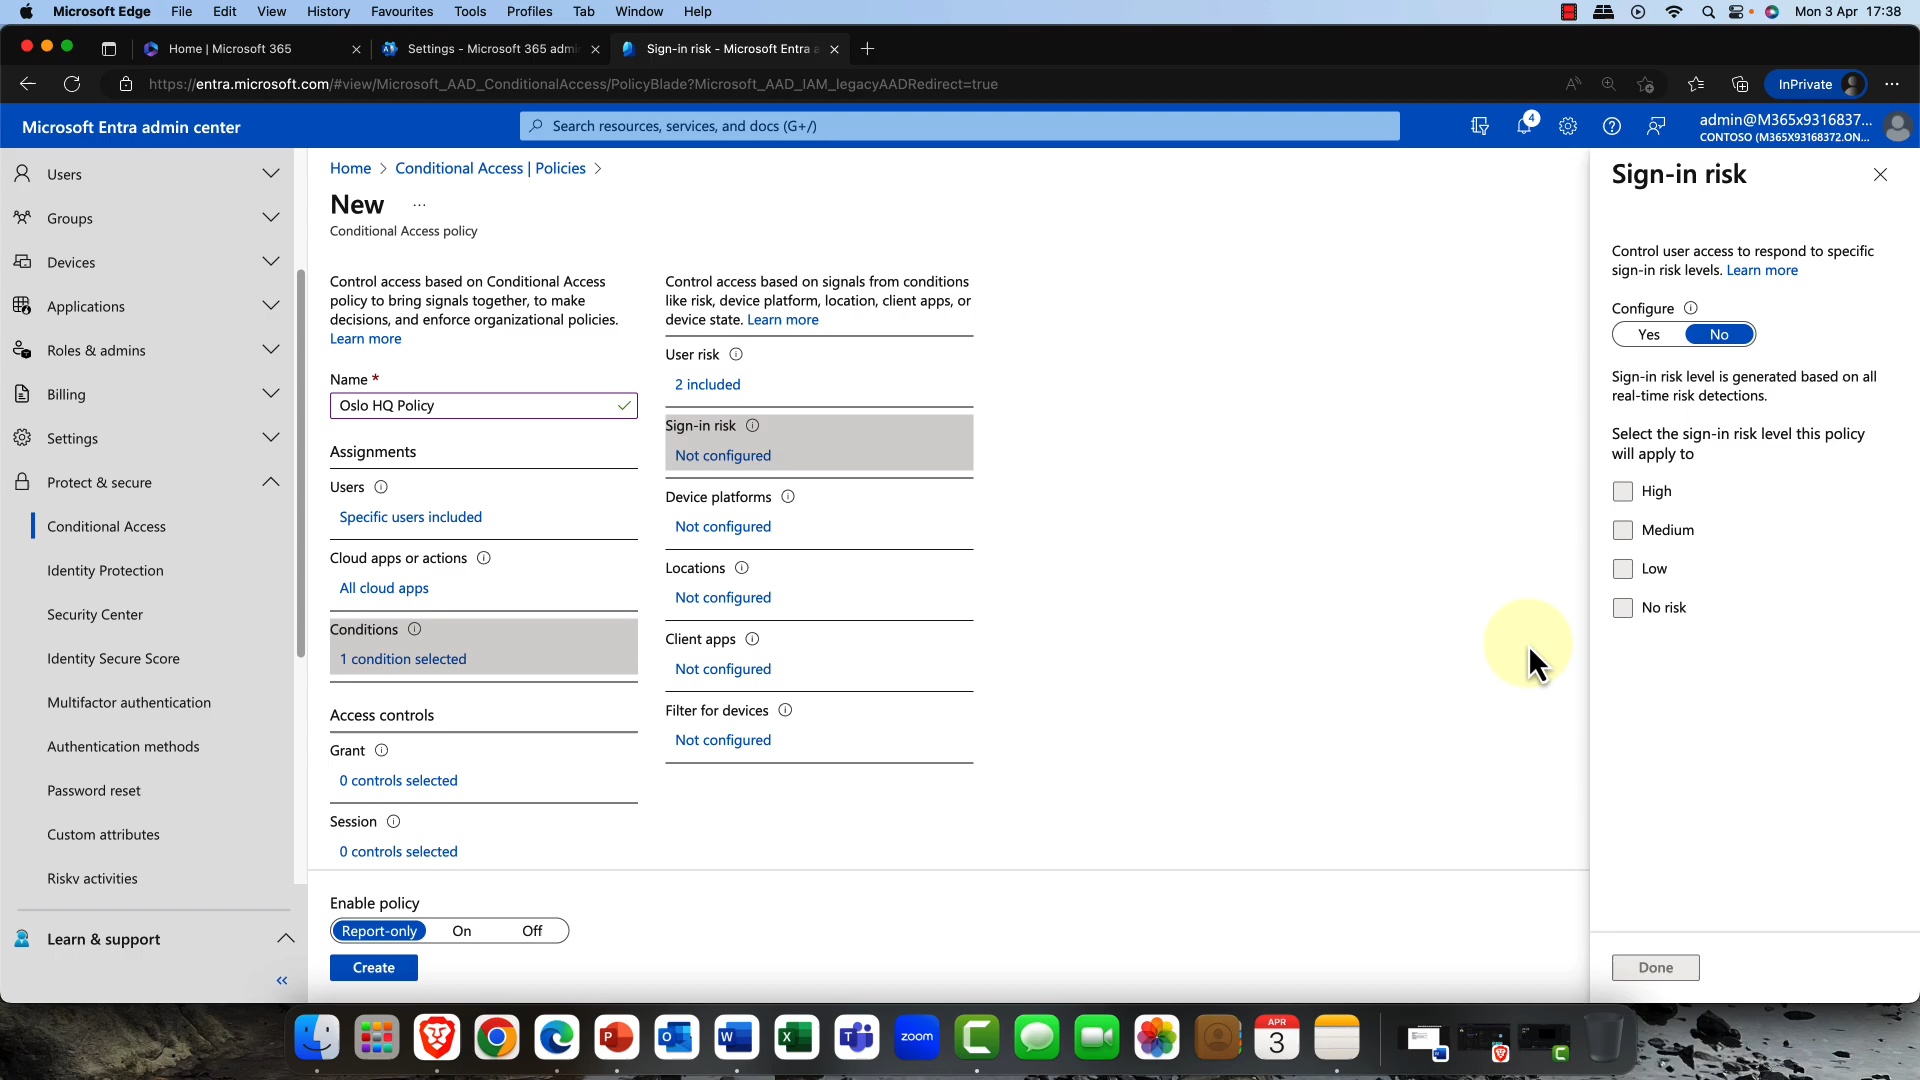 Microsoft Edge File Edit View History Favourites Tools Profiles Tab Window Help Mon 3 Apr 17:38
Home | Microsoft 365
Settings - Microsoft 365 admi
Sign-in risk - Microsoft Entra a
https://entra.microsoft.com/#view/Microsoft_AAD_ConditionalAccess/PolicyBlade?Microsoft_AAD_IAM_legacyAADRedirect=true
InPrivate
Microsoft Entra admin center
Search resources, services, and docs (G+/)
4
admin@M365x9316837...
CONTOSO (M365X93168372.ON...
Users
Groups
Devices
Applications
Roles & admins
Billing
Settings
Protect & secure
Conditional Access
Identity Protection
Security Center
Identity Secure Score
Multifactor authentication
Authentication methods
Password reset
Custom attributes
Risky activities
Learn & support
«
Home > Conditional Access | Policies >
New ...
Conditional Access policy
Control access based on Conditional Access
policy to bring signals together, to make
decisions, and enforce organizational policies.
Learn more
Name *
Oslo HQ Policy
Assignments
Users
Specific users included
Cloud apps or actions
All cloud apps
Conditions
1 condition selected
Access controls
Grant
0 controls selected
Session
0 controls selected
Enable policy
Report-only On Off
Create
Control access based on signals from conditions
like risk, device platform, location, client apps, or
device state. Learn more
User risk
2 included
Sign-in risk
Not configured
Device platforms
Not configured
Locations
Not configured
Client apps
Not configured
Filter for devices
Not configured
Sign-in risk
Control user access to respond to specific
sign-in risk levels. Learn more
Configure
Yes No
Sign-in risk level is generated based on all
real-time risk detections.
Select the sign-in risk level this policy
will apply to
High
Medium
Low
No risk
Done
zoom
APR
3